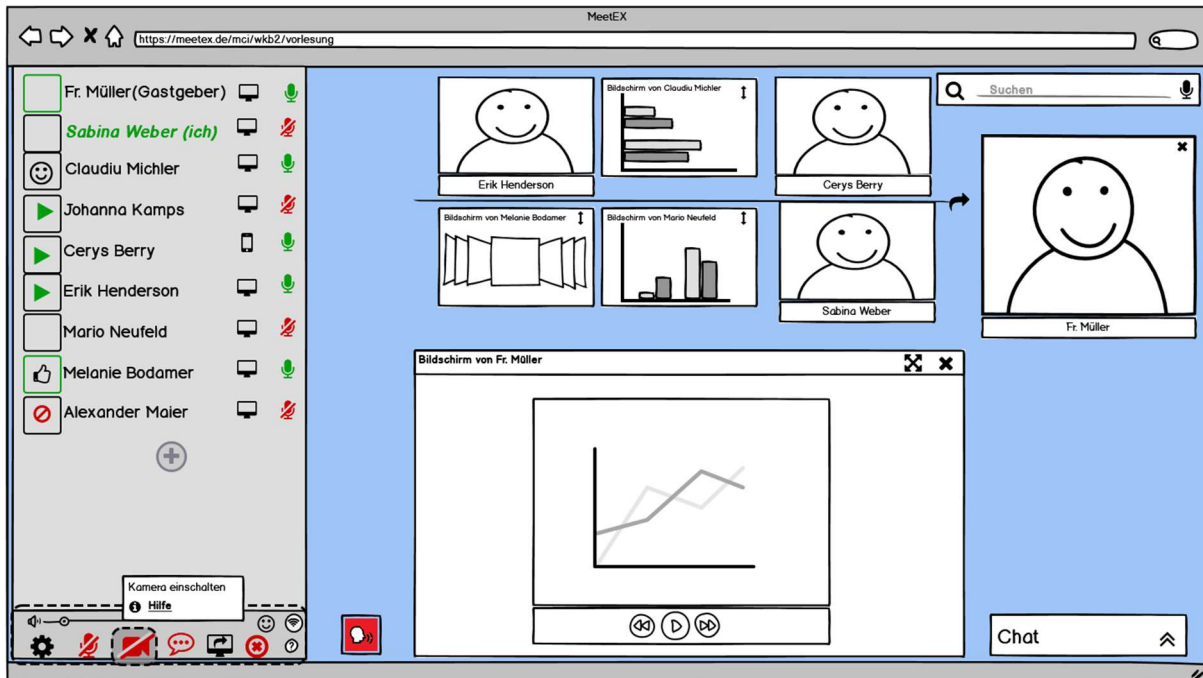 MeetEX
https://meetex.de/mci/wkb2/vorlesung
Fr. Müller(Gastgeber)
Sabina Weber (ich)
Claudiu Michler
Johanna Kamps
Cerys Berry
Erik Henderson
Mario Neufeld
Melanie Bodamer
Alexander Maier
Kamera einschalten
Hilfe
Erik Henderson
Bildschirm von Claudiu Michler
Cerys Berry
Bildschirm von Melanie Bodamer
Bildschirm von Mario Neufeld
Sabina Weber
Suchen
Fr. Müller
Bildschirm von Fr. Müller
Chat